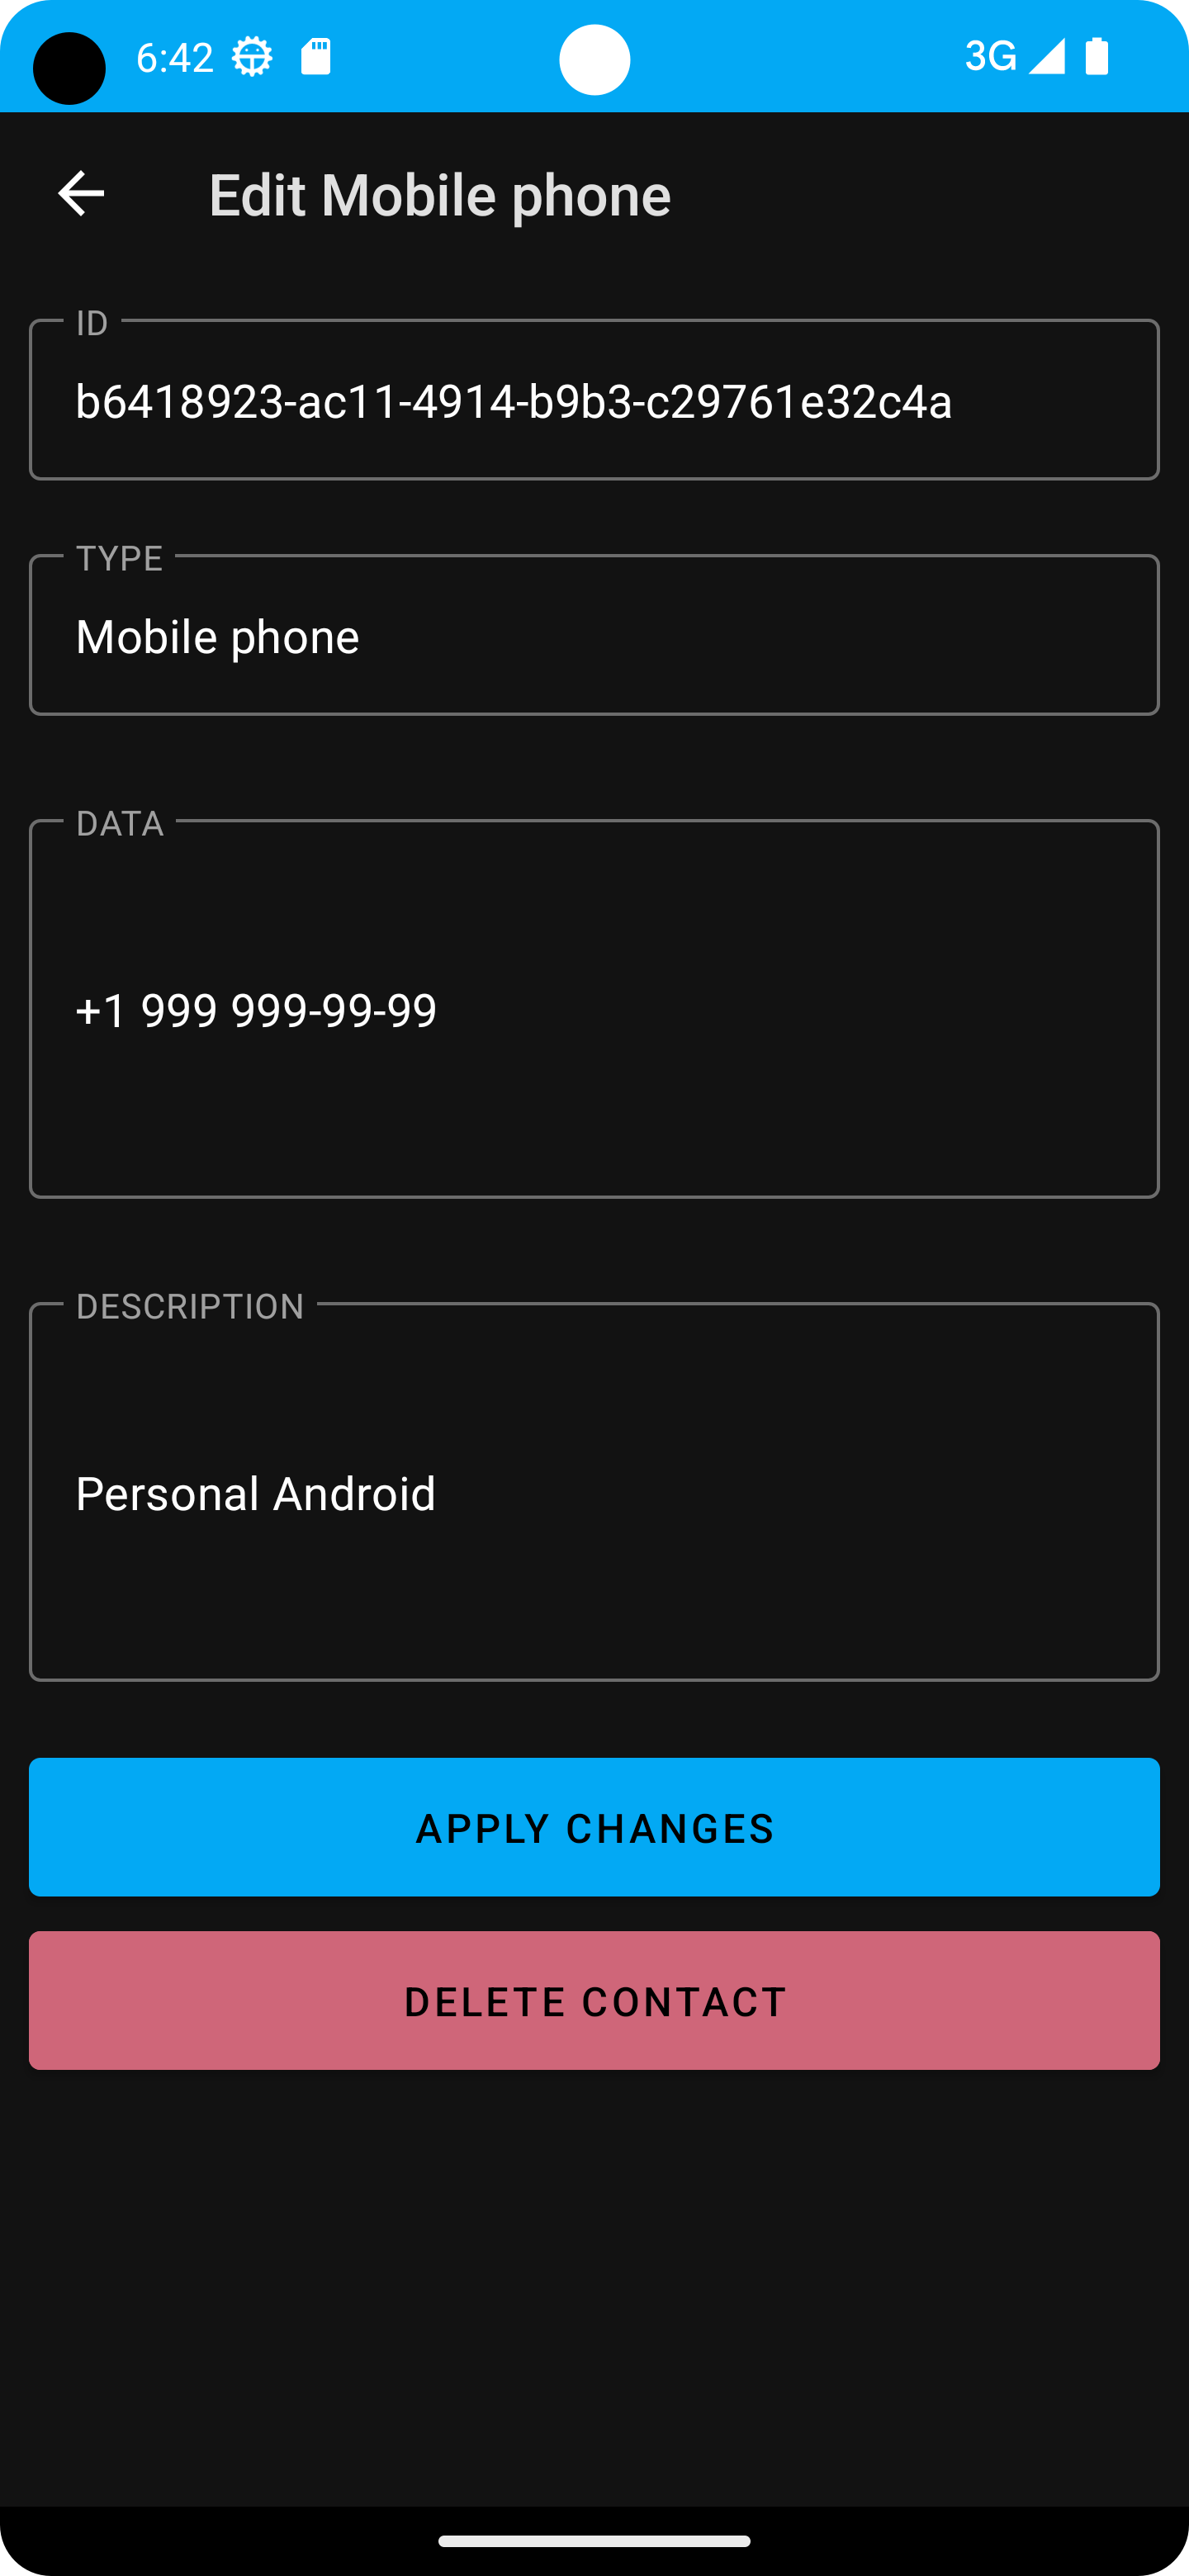 6:42
3G
Edit Mobile phone
ID
b6418923-ac11-4914-b9b3-c29761e32c4a
TYPE
Mobile phone
DATA
+1 999 999-99-99
DESCRIPTION
Personal Android
APPLY CHANGES
DELETE CONTACT